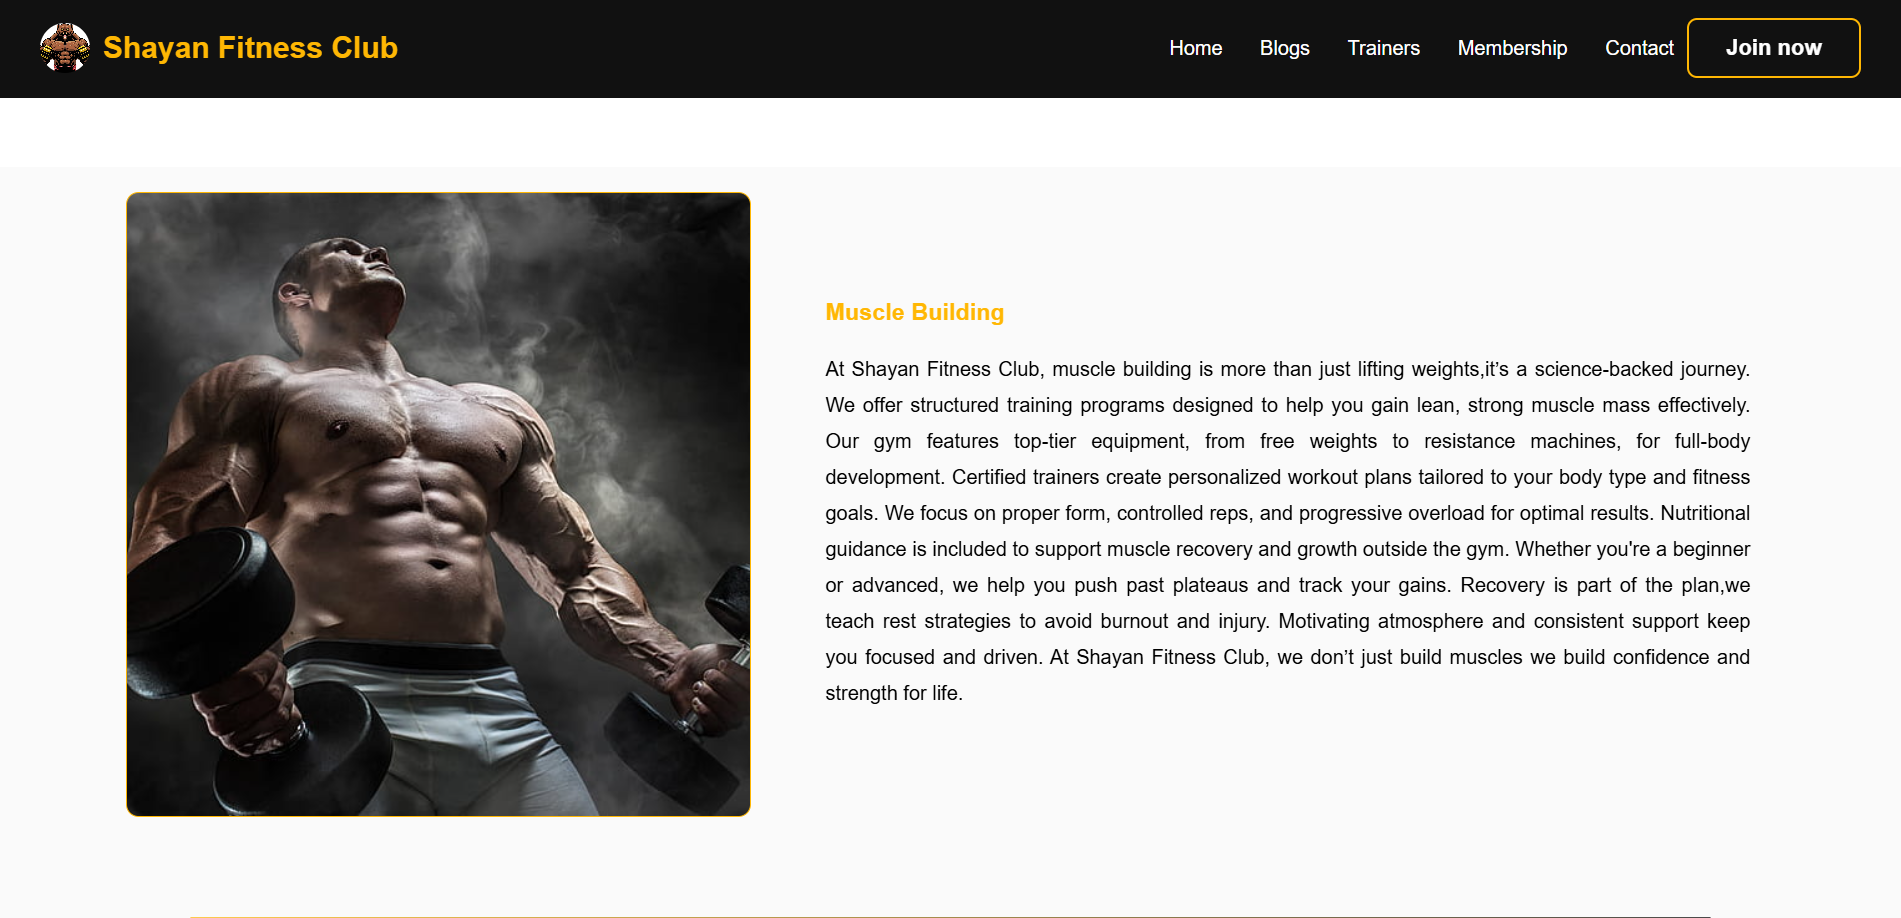 Shayan Fitness Club
Home Blogs Trainers Membership Contact Join now
Muscle Building
At Shayan Fitness Club, muscle building is more than just lifting weights,it’s a science-backed journey.
We offer structured training programs designed to help you gain lean, strong muscle mass effectively.
Our gym features top-tier equipment, from free weights to resistance machines, for full-body
development. Certified trainers create personalized workout plans tailored to your body type and fitness
goals. We focus on proper form, controlled reps, and progressive overload for optimal results. Nutritional
guidance is included to support muscle recovery and growth outside the gym. Whether you're a beginner
or advanced, we help you push past plateaus and track your gains. Recovery is part of the plan,we
teach rest strategies to avoid burnout and injury. Motivating atmosphere and consistent support keep
you focused and driven. At Shayan Fitness Club, we don’t just build muscles we build confidence and
strength for life.